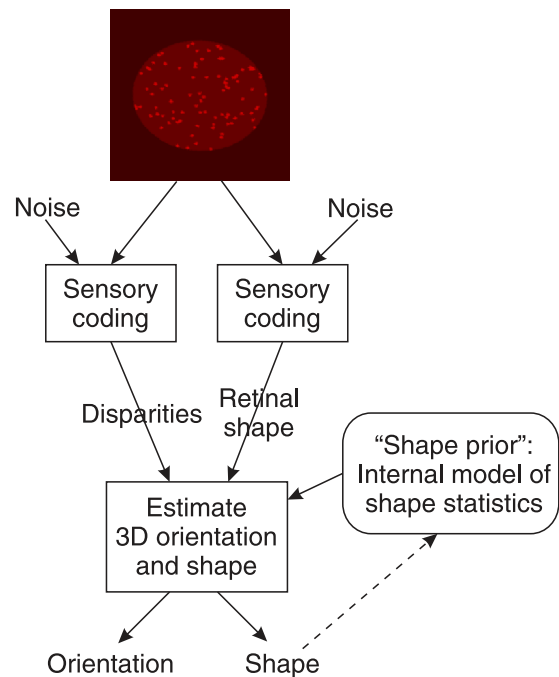 Noise
Noise
Sensory
coding
Sensory
coding
Disparities
Retinal
shape
“Shape prior”:
Internal model of
shape statistics
Estimate
3D orientation
and shape
Orientation
Shape